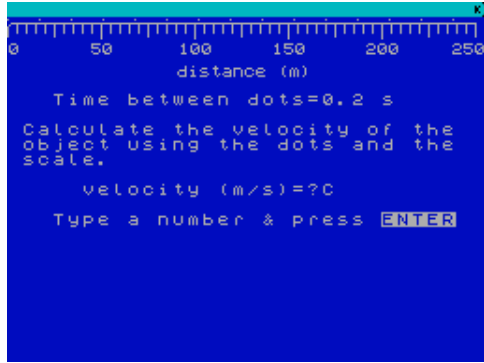 K
0 50 100 150 200 250
distance (m)
Time between dots=0.2 s
Calculate the velocity of the
object using the dots and the
scale.
velocity (m/s)=?C
Type a number & press ENTER